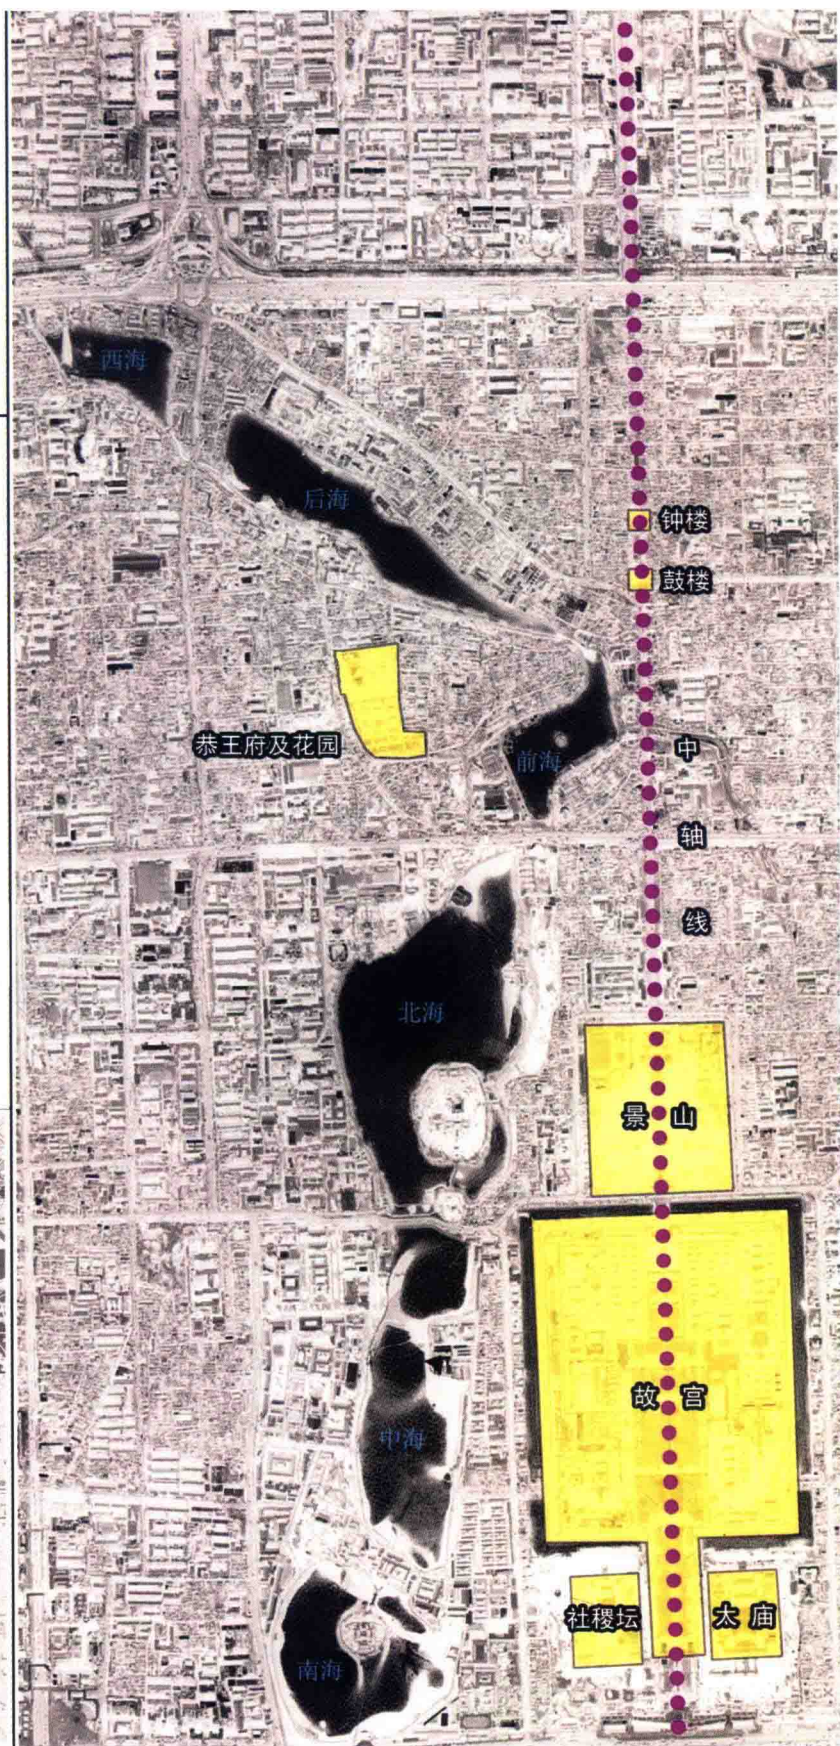 西海
后海
钟楼
鼓楼
恭王府及花园
前海
中
轴
线
北海
景山
故宫
中海
社稷坛
太庙
南海